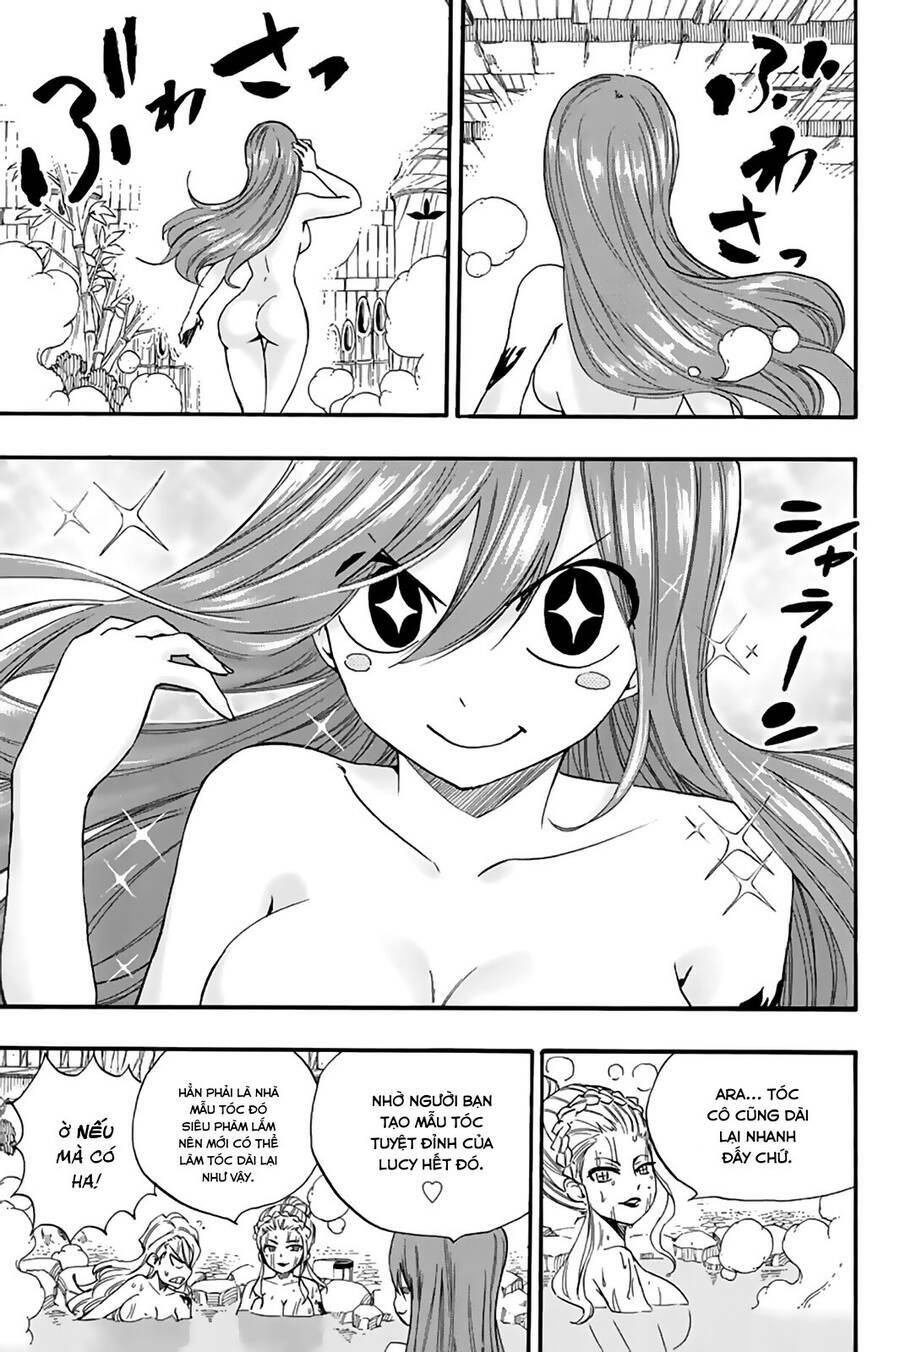 ぶわさっ
ぶわさっ
シャラーン
ARA... TÓC
CÔ CŨNG DÀI
LẠI NHANH
ĐẤY CHỨ.
NHỜ NGƯỜI BẠN
TẠO MẪU TÓC
TUYỆT ĐỈNH CỦA
LUCY HẾT ĐÓ.
♡
HẲN PHẢI LÀ NHÀ
MẪU TÓC ĐÓ
SIÊU PHÀM LẮM
NÊN MỚI CÓ THỂ
LÀM TÓC DÀI LẠI
NHƯ VẬY.
Ờ NẾU
MÀ CÓ
HA!